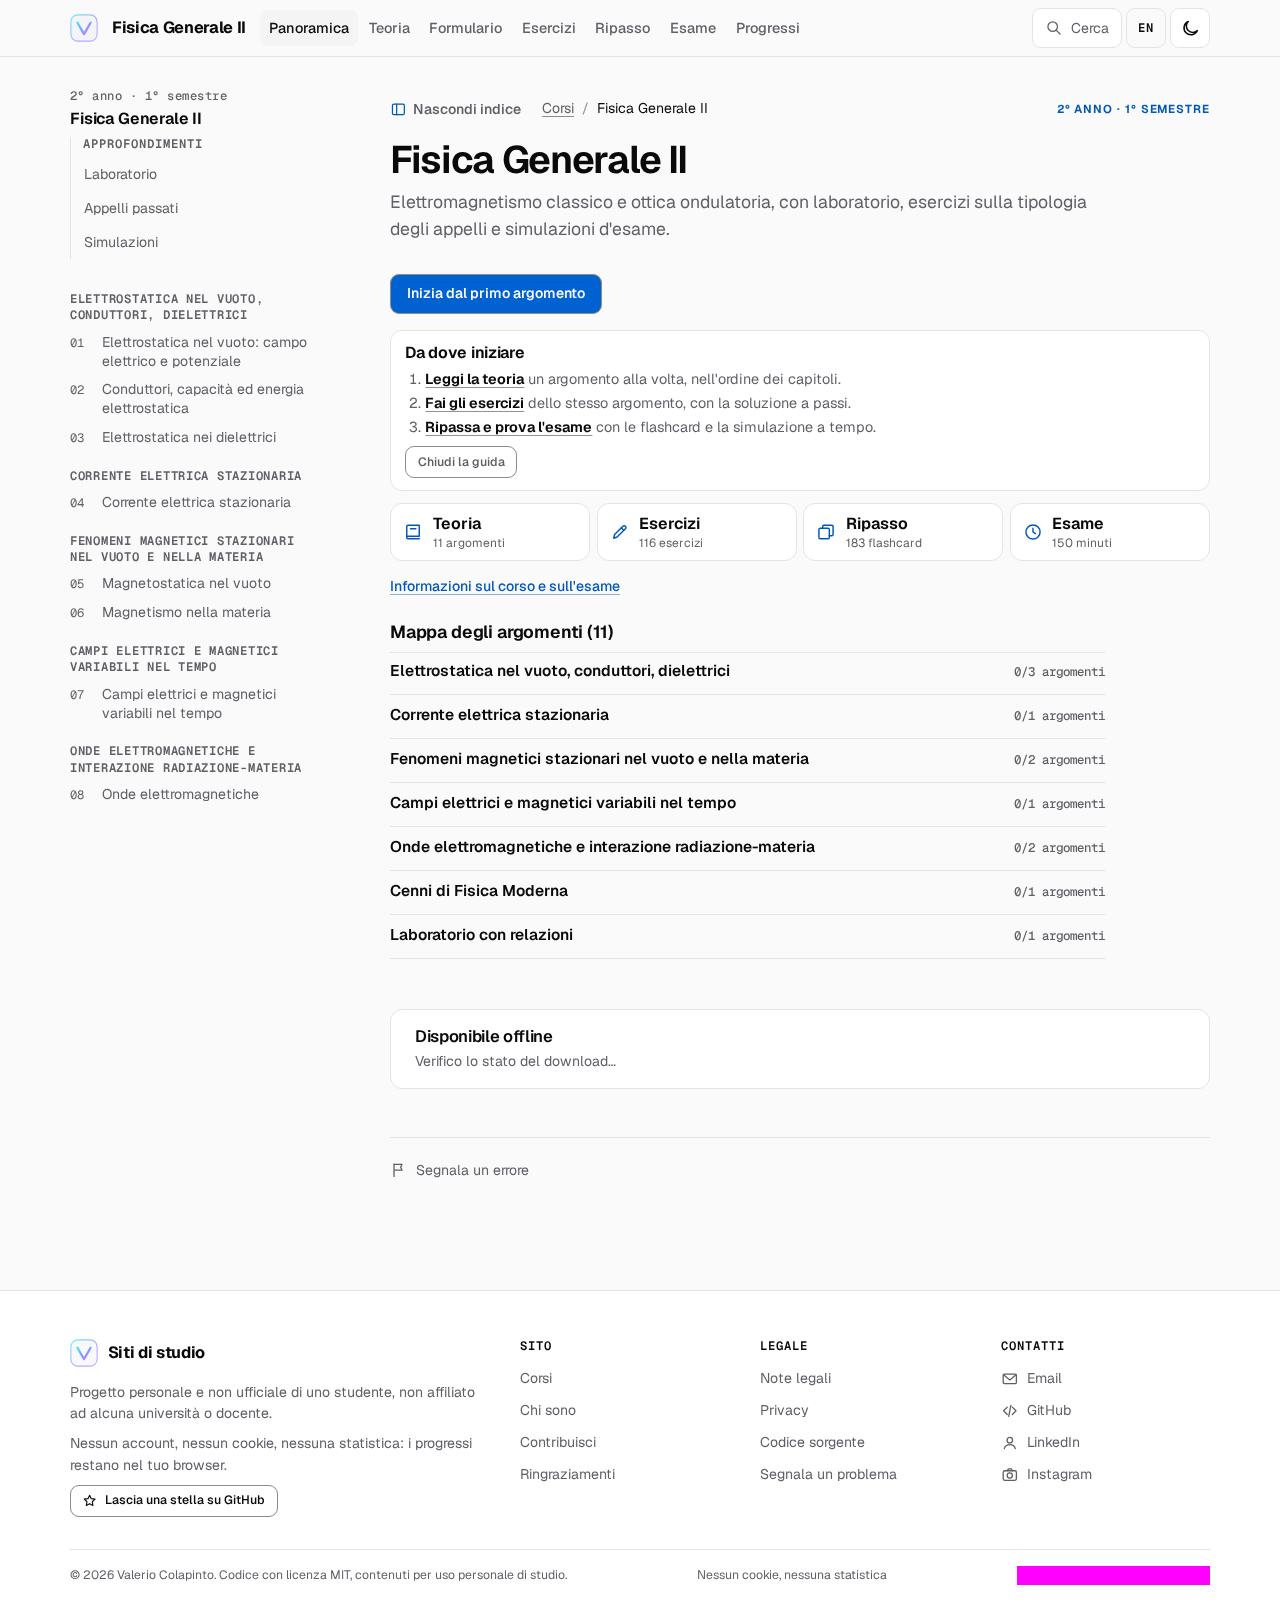 Fisica Generale II
Panoramica
Teoria
Formulario
Esercizi
Ripasso
Esame
Progressi
Cerca
EN
2º anno · 1º semestre
Fisica Generale II
APPROFONDIMENTI
Laboratorio
Appelli passati
Simulazioni
ELETTROSTATICA NEL VUOTO,
CONDUTTORI, DIELETTRICI
01 Elettrostatica nel vuoto: campo
elettrico e potenziale
02 Conduttori, capacità ed energia
elettrostatica
03 Elettrostatica nei dielettrici
CORRENTE ELETTRICA STAZIONARIA
04 Corrente elettrica stazionaria
FENOMENI MAGNETICI STAZIONARI
NEL VUOTO E NELLA MATERIA
05 Magnetostatica nel vuoto
06 Magnetismo nella materia
CAMPI ELETTRICI E MAGNETICI
VARIABILI NEL TEMPO
07 Campi elettrici e magnetici
variabili nel tempo
ONDE ELETTROMAGNETICHE E
INTERAZIONE RADIAZIONE-MATERIA
08 Onde elettromagnetiche
Nascondi indice
Corsi / Fisica Generale II
2º ANNO · 1º SEMESTRE
Fisica Generale II
Elettromagnetismo classico e ottica ondulatoria, con laboratorio, esercizi sulla tipologia
degli appelli e simulazioni d'esame.
Inizia dal primo argomento
Da dove iniziare
1. Leggi la teoria un argomento alla volta, nell'ordine dei capitoli.
2. Fai gli esercizi dello stesso argomento, con la soluzione a passi.
3. Ripassa e prova l'esame con le flashcard e la simulazione a tempo.
Chiudi la guida
Teoria
11 argomenti
Esercizi
116 esercizi
Ripasso
183 flashcard
Esame
150 minuti
Informazioni sul corso e sull'esame
Mappa degli argomenti (11)
Elettrostatica nel vuoto, conduttori, dielettrici 0/3 argomenti
Corrente elettrica stazionaria 0/1 argomenti
Fenomeni magnetici stazionari nel vuoto e nella materia 0/2 argomenti
Campi elettrici e magnetici variabili nel tempo 0/1 argomenti
Onde elettromagnetiche e interazione radiazione-materia 0/2 argomenti
Cenni di Fisica Moderna 0/1 argomenti
Laboratorio con relazioni 0/1 argomenti
Disponibile offline
Verifico lo stato del download…
Segnala un errore
Siti di studio
Progetto personale e non ufficiale di uno studente, non affiliato
ad alcuna università o docente.
Nessun account, nessun cookie, nessuna statistica: i progressi
restano nel tuo browser.
Lascia una stella su GitHub
SITO
Corsi
Chi sono
Contribuisci
Ringraziamenti
LEGALE
Note legali
Privacy
Codice sorgente
Segnala un problema
CONTATTI
Email
GitHub
LinkedIn
Instagram
© 2026 Valerio Colapinto. Codice con licenza MIT, contenuti per uso personale di studio.
Nessun cookie, nessuna statistica